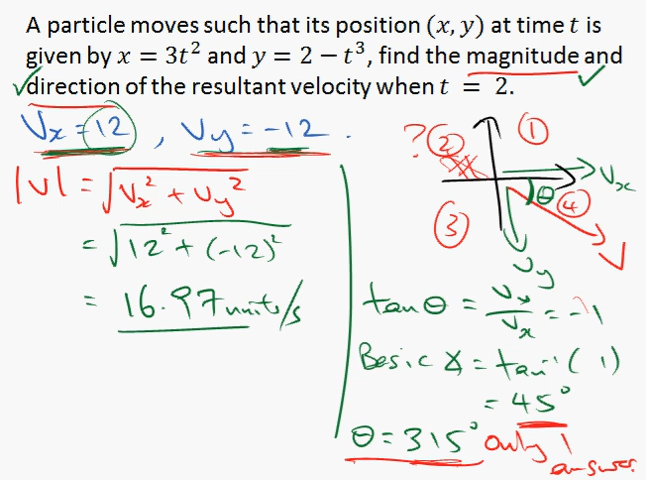 A particle moves such that its position (x, y) at time t is
given by x = 3t² and y = 2 − t³, find the magnitude and
direction of the resultant velocity when t = 2.
Vx = 12 , Vy = -12 .
|V| = √(Vx² + Vy²)
= √(12² + (-12)²
= 16.97 units/s
? ② ①
Vx
θ ④
③
V
Vy
tan θ = Vy/Vx = -1
Basic ∡ = tan⁻¹ ( 1 )
= 45°
θ = 315° only 1
answer.